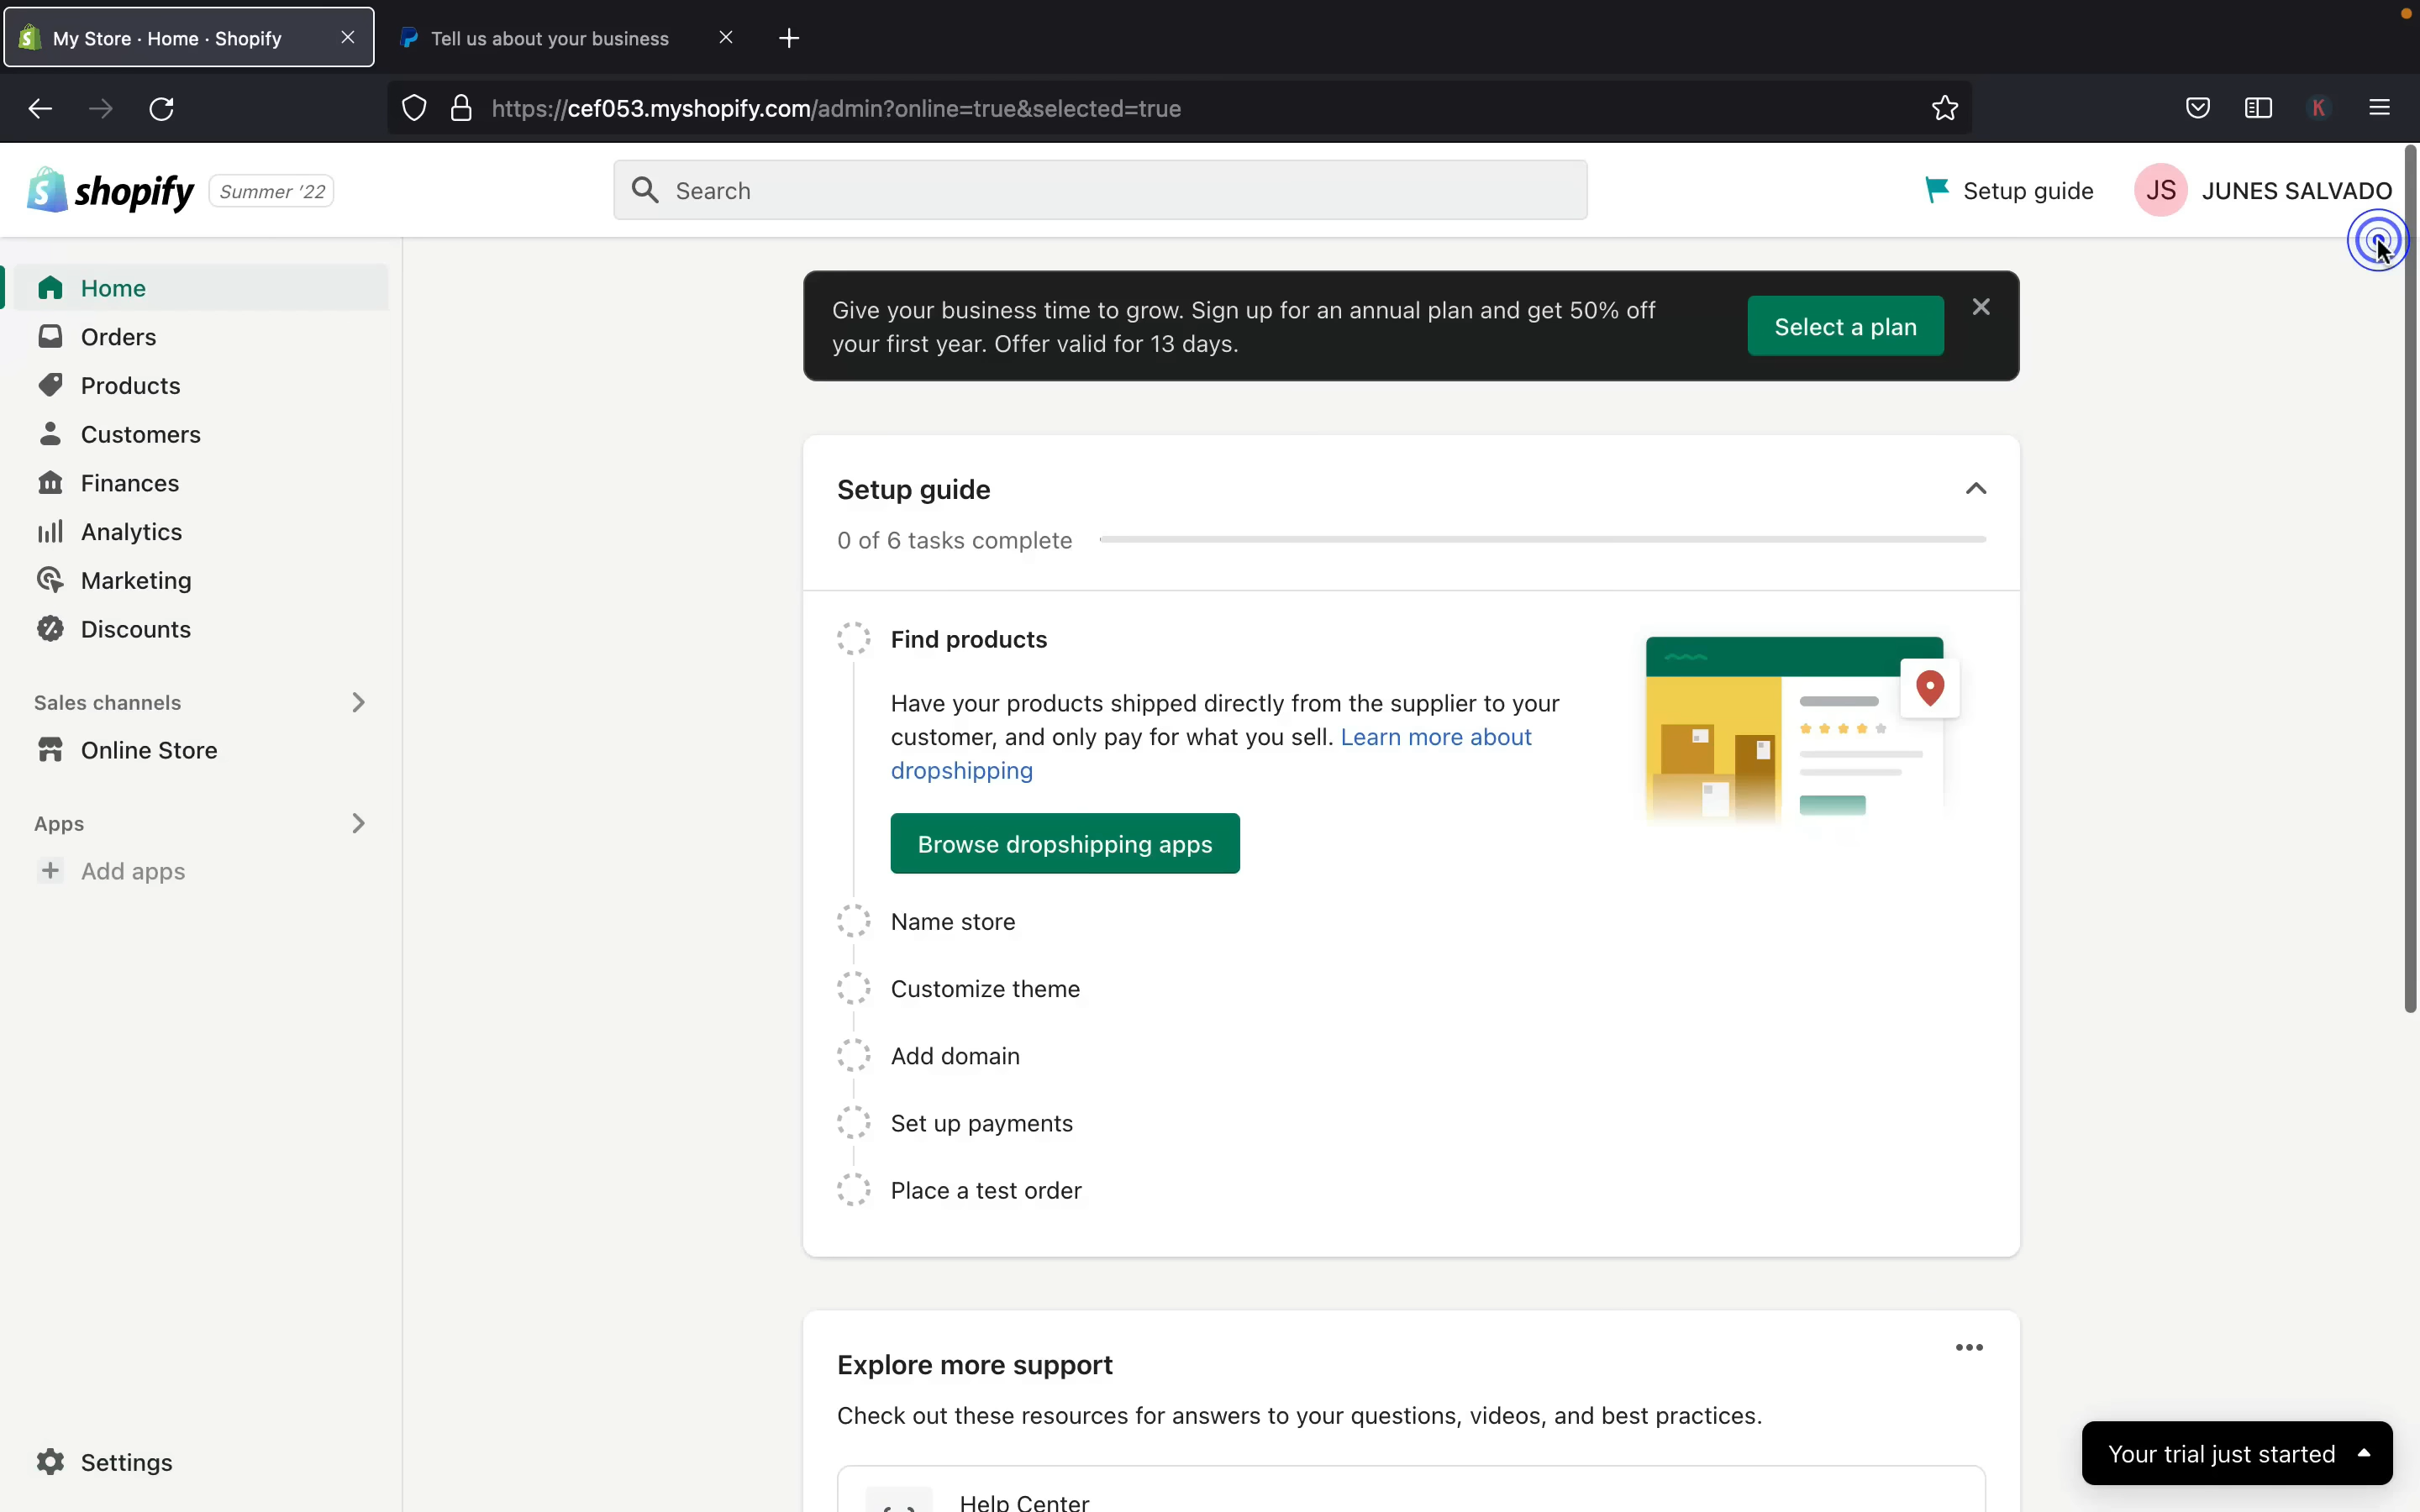 My Store · Home · Shopify
Tell us about your business
https://cef053.myshopify.com/admin?online=true&selected=true
K
shopify
Summer '22
Search
Setup guide
JS
JUNES SALVADO
Home
Orders
Products
Customers
Finances
Analytics
Marketing
Discounts
Sales channels
Online Store
Apps
Add apps
Settings
Give your business time to grow. Sign up for an annual plan and get 50% off
your first year. Offer valid for 13 days.
Select a plan
Setup guide
0 of 6 tasks complete
Find products
Have your products shipped directly from the supplier to your
customer, and only pay for what you sell. Learn more about
dropshipping
Browse dropshipping apps
Name store
Customize theme
Add domain
Set up payments
Place a test order
Explore more support
Check out these resources for answers to your questions, videos, and best practices.
Help Center
Your trial just started